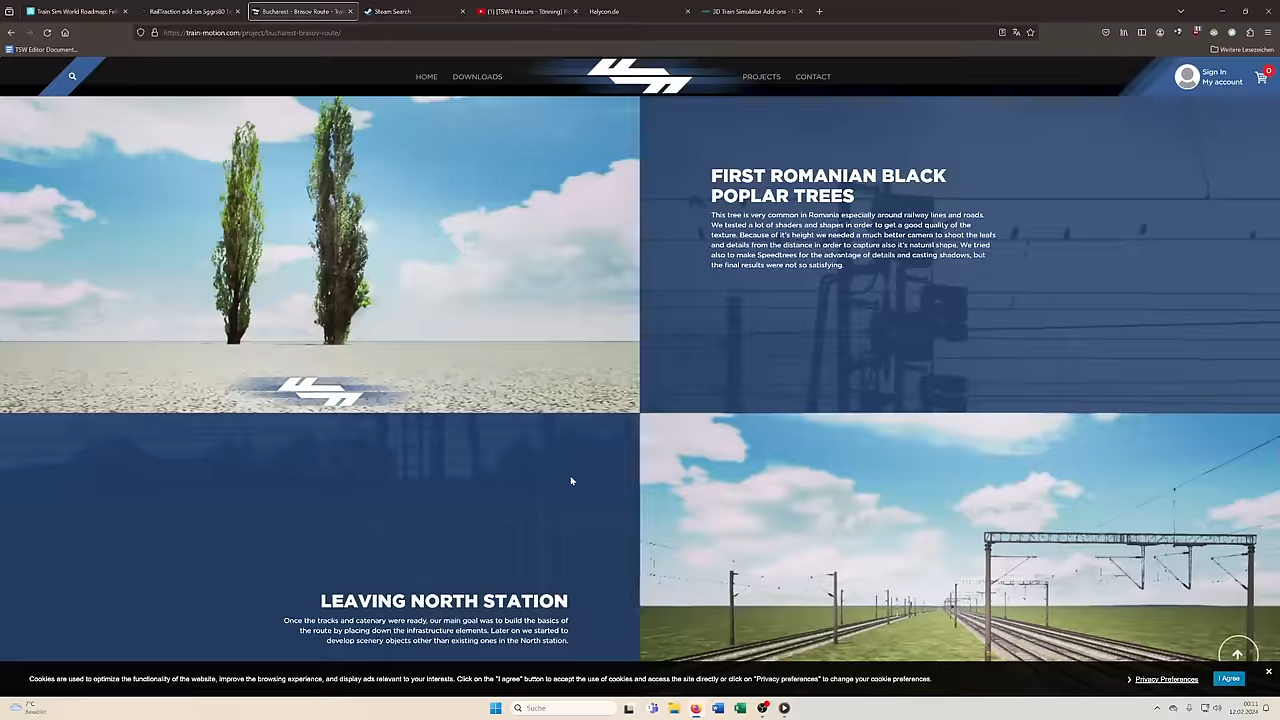 Train Sim World Roadmap: Fel
RailTraction add-on Sggrs80 Ta
Bucharest - Brasov Route - Train
Steam Search
(1) [TSW4 Husum - Tönning] P
Halycon.de
3D Train Simulator Add-ons - R
https://train-motion.com/project/bucharest-brasov-route/
TSW Editor Document...
Weitere Lesezeichen
HOME
DOWNLOADS
PROJECTS
CONTACT
Sign In
My account
0
FIRST ROMANIAN BLACK
POPLAR TREES
This tree is very common in Romania especially around railway lines and roads.
We tested a lot of shaders and shapes in order to get a good quality of the
texture. Because of it's height we needed a much better camera to shoot the leafs
and details from the distance in order to capture also it's natural shape. We tried
also to make Speedtrees for the advantage of details and casting shadows, but
the final results were not so satisfying.
LEAVING NORTH STATION
Once the tracks and catenary were ready, our main goal was to build the basics of
the route by placing down the infrastructure elements. Later on we started to
develop scenery objects other than existing ones in the North station.
Cookies are used to optimize the functionality of the website, improve the browsing experience, and display ads relevant to your interests. Click on the "I agree" button to accept the use of cookies and access the site directly or click on "Privacy preferences" to change your cookie preferences.
Privacy Preferences
I Agree
7°C
Bewölkt
Suche
00:11
12.02.2024